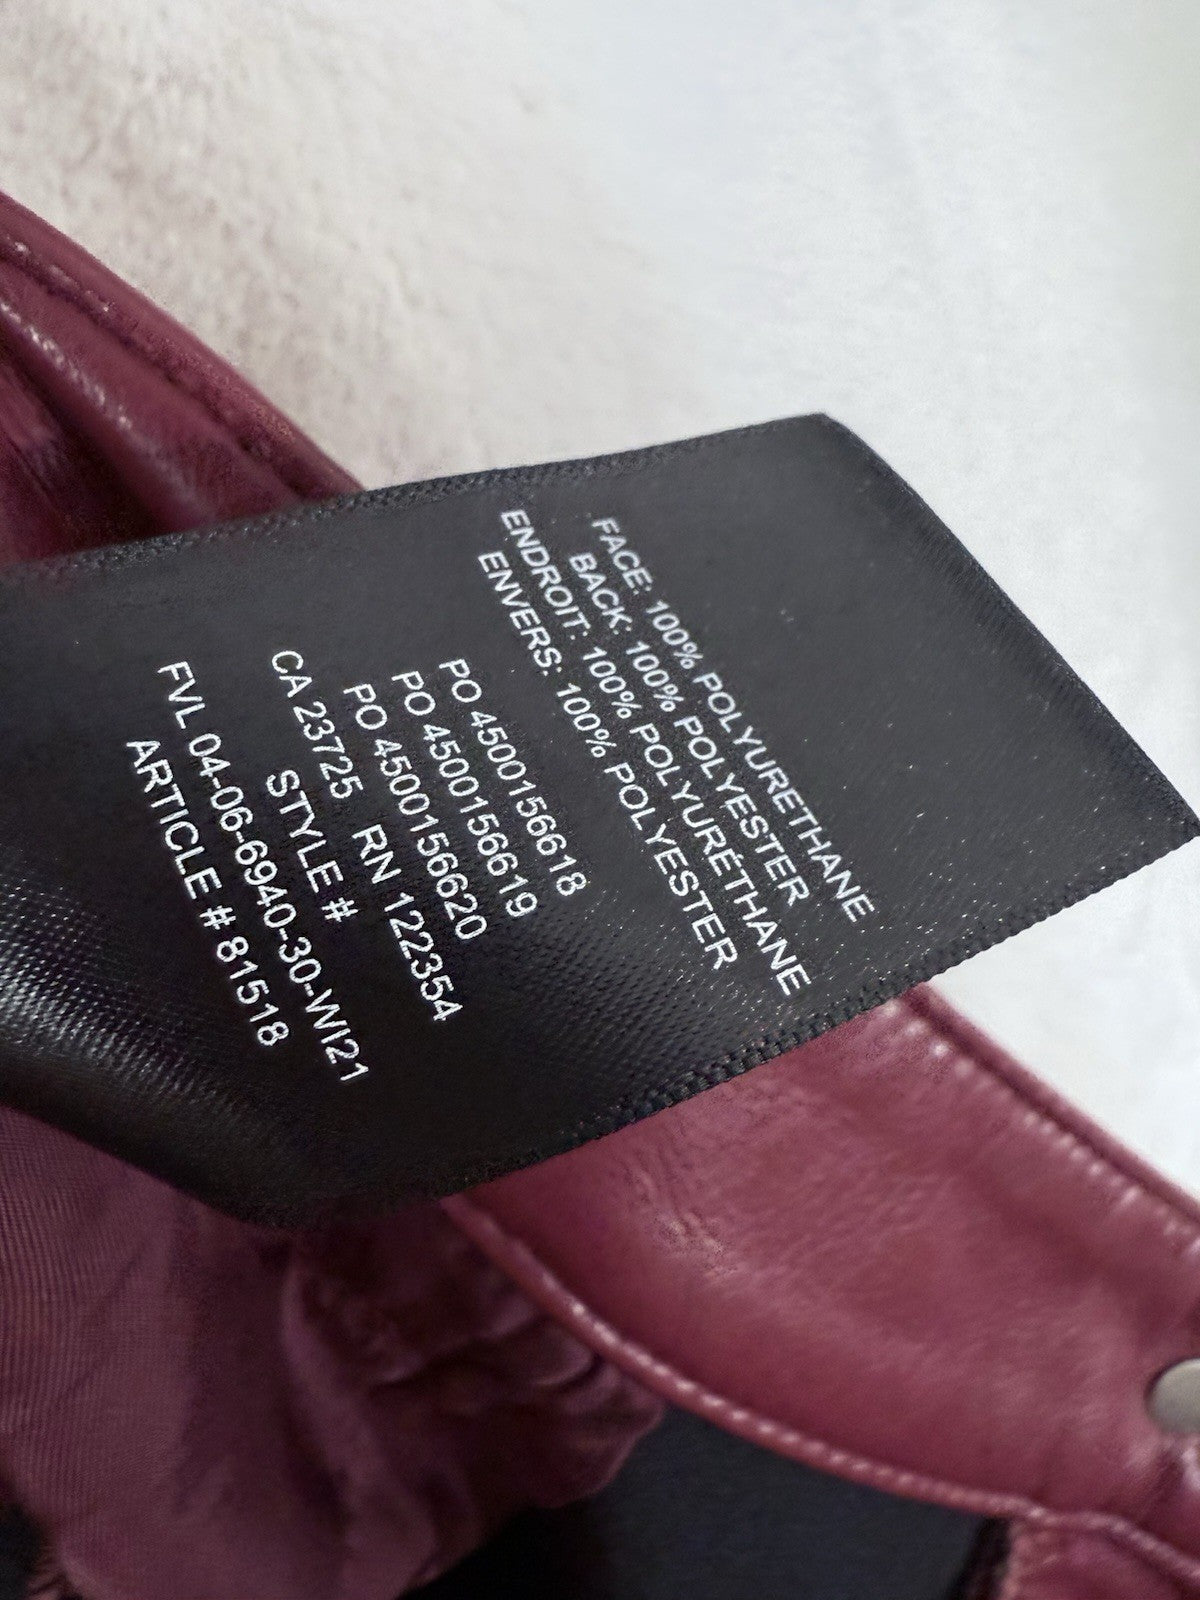 FACE: 100% POLYURETHANE
BACK: 100% POLYESTER
ENDROIT: 100% POLYURÉTHANE
ENVERS: 100% POLYESTER
PO 4500156618
PO 4500156619
PO 4500156620
CA 23725 RN 122354
STYLE #
FVL 04-06-6940-30-WI21
ARTICLE # 81518